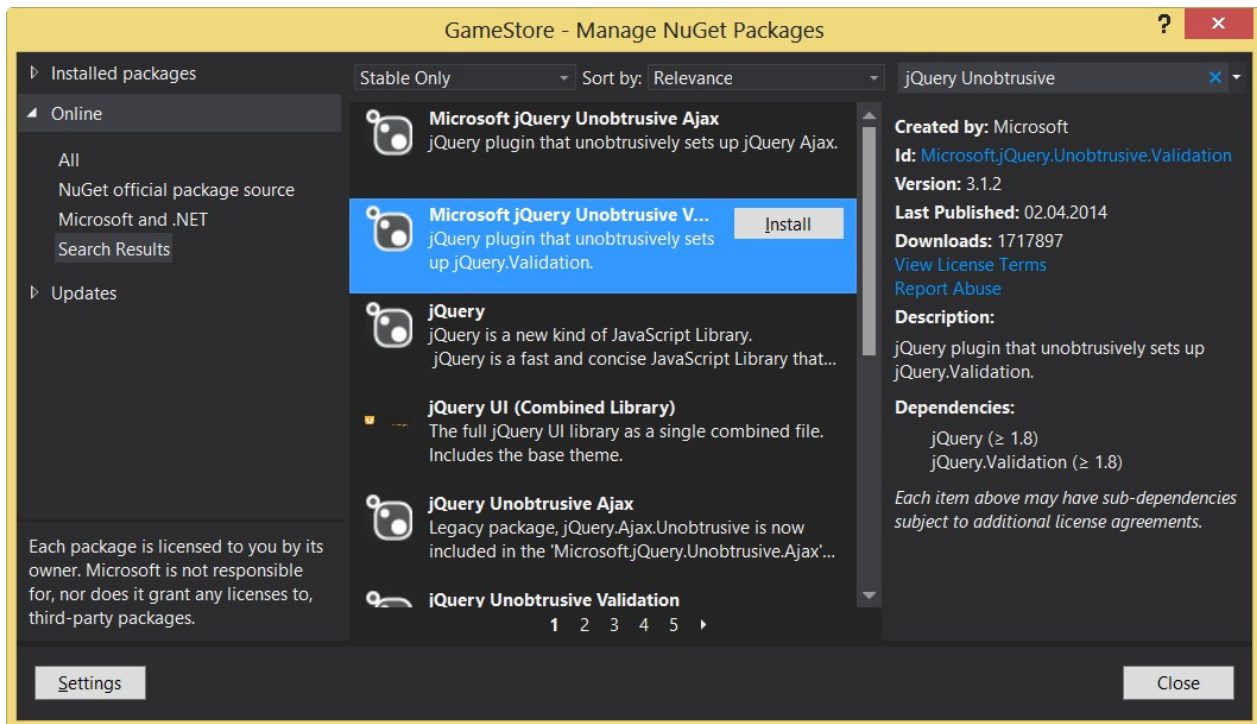 GameStore - Manage NuGet Packages
?
Installed packages
Online
All
NuGet official package source
Microsoft and .NET
Search Results
Updates
Each package is licensed to you by its
owner. Microsoft is not responsible
for, nor does it grant any licenses to,
third-party packages.
Settings
Stable Only
Sort by: Relevance
Microsoft jQuery Unobtrusive Ajax
jQuery plugin that unobtrusively sets up jQuery Ajax.
Microsoft jQuery Unobtrusive V...
Install
jQuery plugin that unobtrusively sets
up jQuery.Validation.
jQuery
jQuery is a new kind of JavaScript Library.
jQuery is a fast and concise JavaScript Library that...
jQuery UI (Combined Library)
The full jQuery UI library as a single combined file.
Includes the base theme.
jQuery Unobtrusive Ajax
Legacy package, jQuery.Ajax.Unobtrusive is now
included in the 'Microsoft.jQuery.Unobtrusive.Ajax'...
jQuery Unobtrusive Validation
1 2 3 4 5
jQuery Unobtrusive
Created by: Microsoft
Id: Microsoft.jQuery.Unobtrusive.Validation
Version: 3.1.2
Last Published: 02.04.2014
Downloads: 1717897
View License Terms
Report Abuse
Description:
jQuery plugin that unobtrusively sets up
jQuery.Validation.
Dependencies:
jQuery (≥ 1.8)
jQuery.Validation (≥ 1.8)
Each item above may have sub-dependencies
subject to additional license agreements.
Close